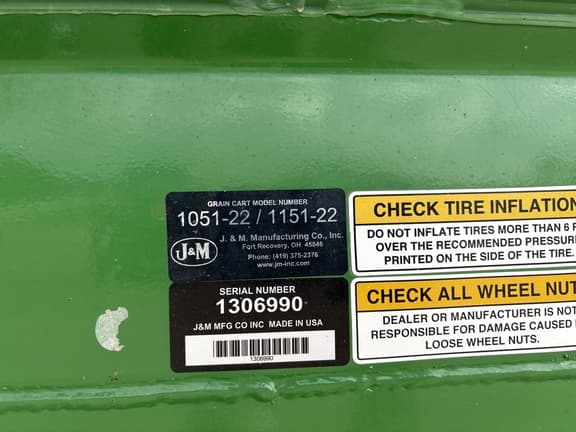 GRAIN CART MODEL NUMBER
1051-22 / 1151-22
J&M
J. & M. Manufacturing Co., Inc.
Fort Recovery, OH 45846
Phone: (419) 375-2376
www.jm-inc.com
SERIAL NUMBER
1306990
J&M MFG CO INC MADE IN USA
1306990
CHECK TIRE INFLATION
DO NOT INFLATE TIRES MORE THAN 6 P
OVER THE RECOMMENDED PRESSURE
PRINTED ON THE SIDE OF THE TIRE.
CHECK ALL WHEEL NUT
DEALER OR MANUFACTURER IS NOT
RESPONSIBLE FOR DAMAGE CAUSED
LOOSE WHEEL NUTS.